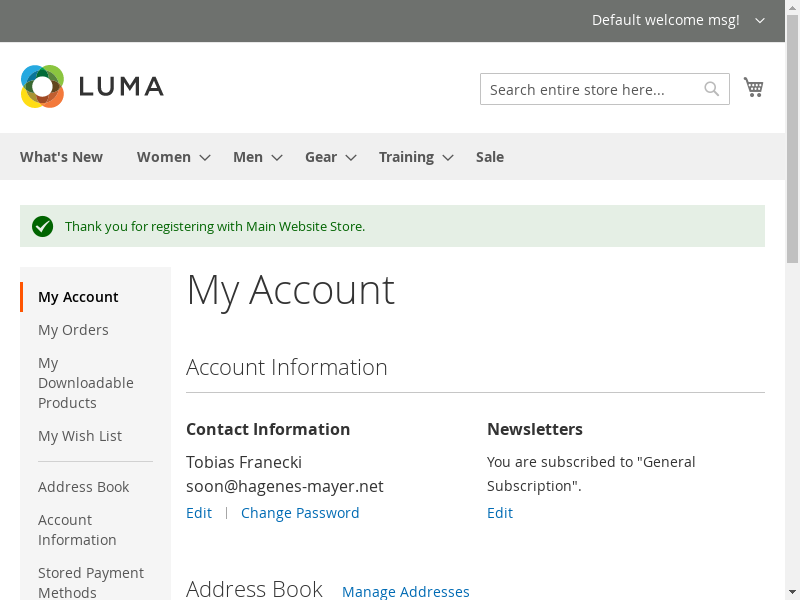 Default welcome msg!
LUMA
Search entire store here...
What's New Women Men Gear Training Sale
Thank you for registering with Main Website Store.
My Account
My Orders
My
Downloadable
Products
My Wish List
Address Book
Account
Information
Stored Payment
Methods
My Account
Account Information
Contact Information
Tobias Franecki
soon@hagenes-mayer.net
Edit | Change Password
Newsletters
You are subscribed to "General
Subscription".
Edit
Address Book Manage Addresses